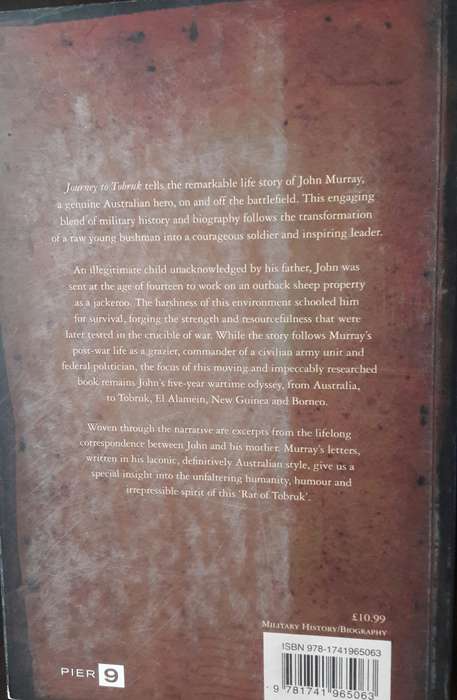 Journey to Tobruk tells the remarkable life story of John Murray,
a genuine Australian hero, on and off the battlefield. This engaging
blend of military history and biography follows the transformation
of a raw young bushman into a courageous soldier and inspiring leader.
An illegitimate child unacknowledged by his father, John was
sent at the age of fourteen to work on an outback sheep property
as a jackeroo. The harshness of this environment schooled him
for survival, forging the strength and resourcefulness that were
later tested in the crucible of war. While the story follows Murray's
post-war life as a grazier, commander of a civilian army unit and
federal politician, the focus of this moving and impeccably researched
book remains John's five-year wartime odyssey, from Australia,
to Tobruk, El Alamein, New Guinea and Borneo.
Woven through the narrative are excerpts from the lifelong
correspondence between John and his mother. Murray's letters,
written in his laconic, definitively Australian style, give us a
special insight into the unfaltering humanity, humour and
irrepressible spirit of this 'Rat of Tobruk'.
£10.99
Military History/Biography
ISBN 978-1741965063
9 781741 965063
PIER 9